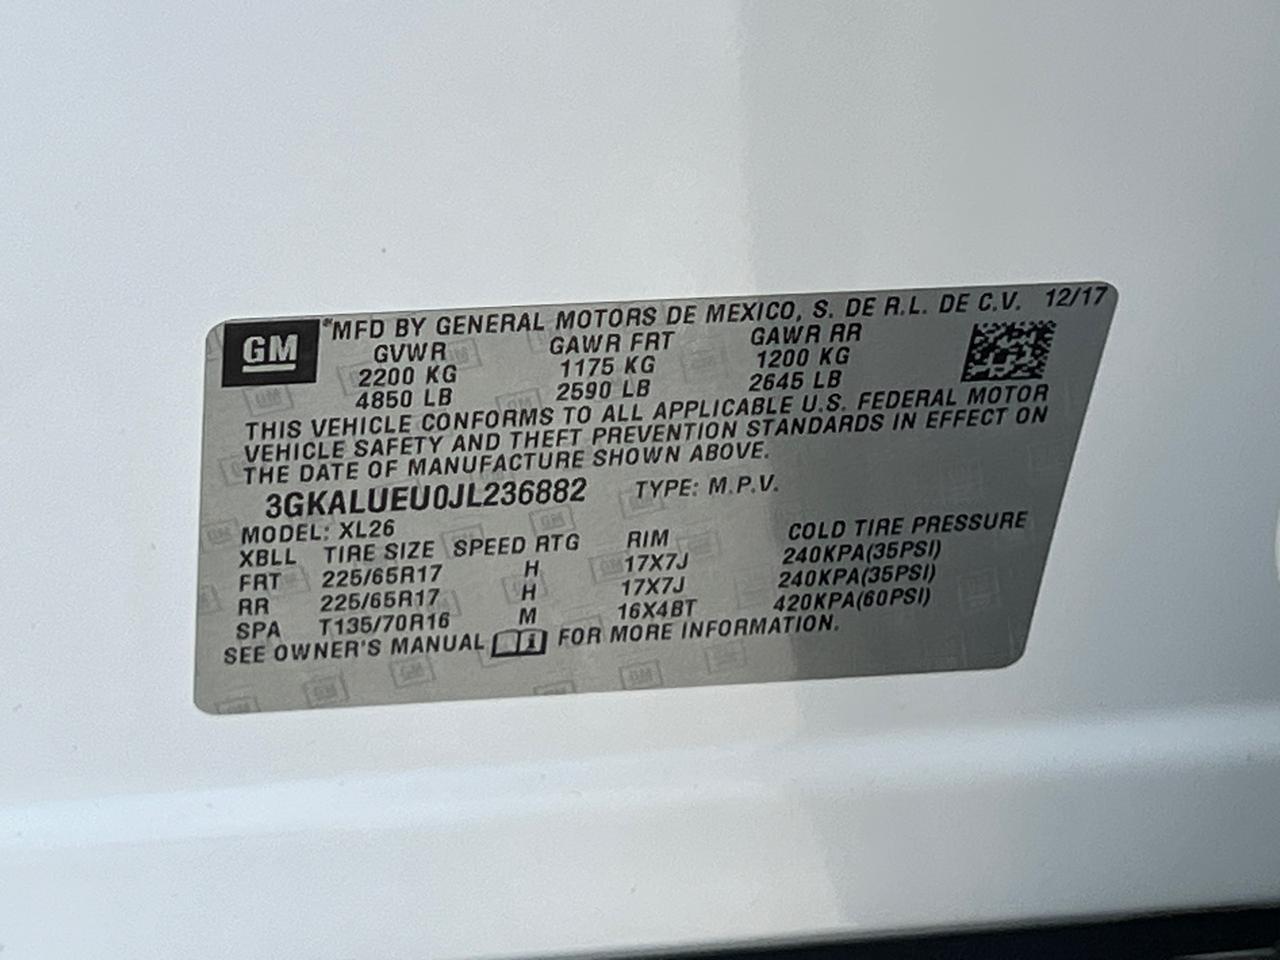 GM
*MFD BY GENERAL MOTORS DE MEXICO, S. DE R.L. DE C.V. 12/17
GVWR GAWR FRT GAWR RR
2200 KG 1175 KG 1200 KG
4850 LB 2590 LB 2645 LB
THIS VEHICLE CONFORMS TO ALL APPLICABLE U.S. FEDERAL MOTOR
VEHICLE SAFETY AND THEFT PREVENTION STANDARDS IN EFFECT ON
THE DATE OF MANUFACTURE SHOWN ABOVE.
3GKALUEU0JL236882 TYPE: M.P.V.
MODEL: XL26
XBLL TIRE SIZE SPEED RTG RIM COLD TIRE PRESSURE
FRT 225/65R17 H 17X7J 240KPA(35PSI)
RR 225/65R17 H 17X7J 240KPA(35PSI)
SPA T135/70R16 M 16X4BT 420KPA(60PSI)
SEE OWNER'S MANUAL i FOR MORE INFORMATION.